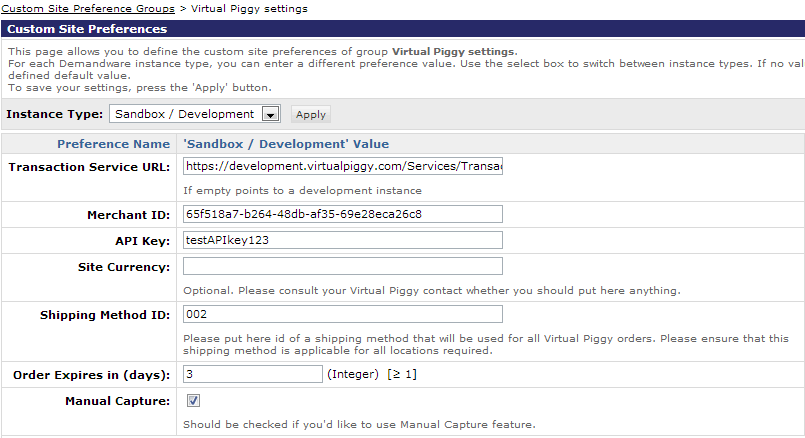 Custom Site Preference Groups > Virtual Piggy settings
Custom Site Preferences
This page allows you to define the custom site preferences of group Virtual Piggy settings.
For each Demandware instance type, you can enter a different preference value. Use the select box to switch between instance types. If no val
defined default value.
To save your settings, press the 'Apply' button.
Instance Type: Sandbox / Development Apply
Preference Name 'Sandbox / Development' Value
Transaction Service URL: https://development.virtualpiggy.com/Services/Transac
If empty points to a development instance
Merchant ID: 65f518a7-b264-48db-af35-69e28eca26c8
API Key: testAPIkey123
Site Currency:
Optional. Please consult your Virtual Piggy contact whether you should put here anything.
Shipping Method ID: 002
Please put here id of a shipping method that will be used for all Virtual Piggy orders. Please ensure that this
shipping method is applicable for all locations required.
Order Expires in (days): 3 (Integer) [≥ 1]
Manual Capture:
Should be checked if you'd like to use Manual Capture feature.